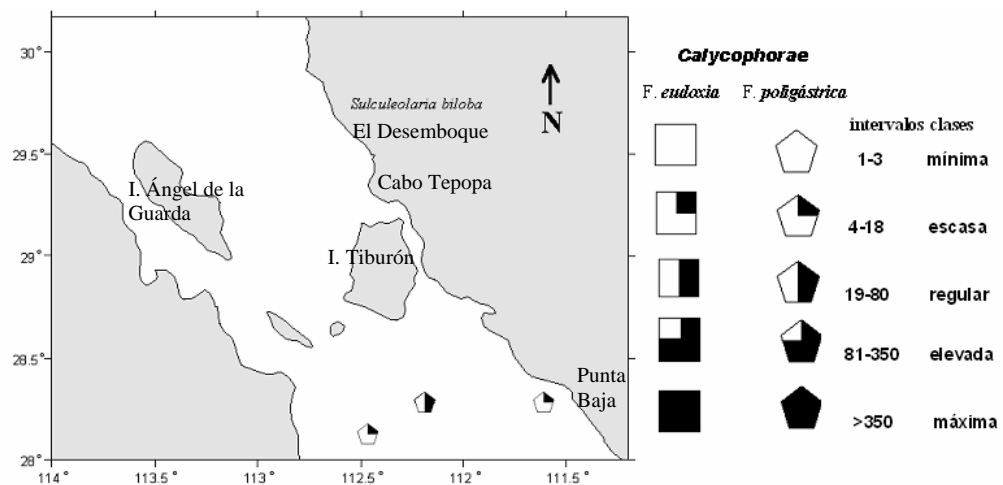 30°
29.5°
29°
28.5°
28°
114°
113.5°
113°
112.5°
112°
111.5°
N
Sulculeolaria biloba
El Desemboque
Cabo Tepopa
I. Ángel de la
Guarda
I. Tiburón
Punta
Baja
Calycophorae
F. eudoxia F. poligástrica
intervalos clases
1-3 mínima
4-18 escasa
19-80 regular
81-350 elevada
>350 máxima